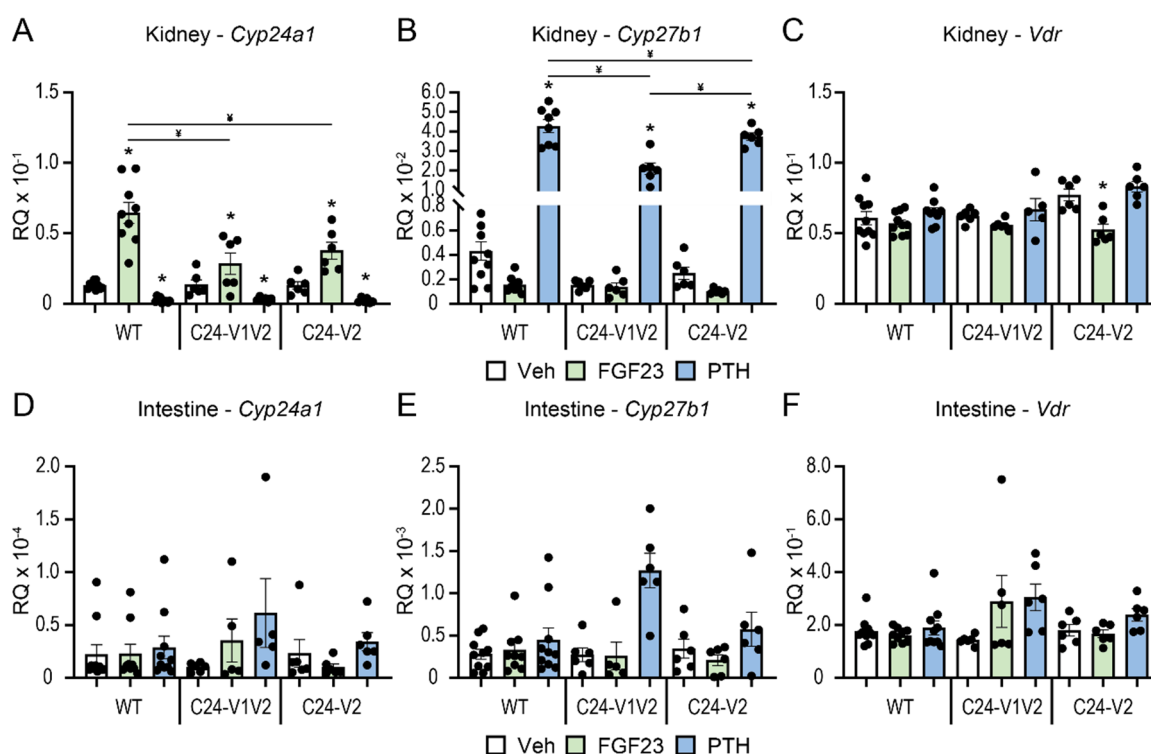 A
Kidney - Cyp24a1
B
Kidney - Cyp27b1
C
Kidney - Vdr
RQ x 10⁻¹
1.5
1.0
0.5
0
* * * * * * ¥ ¥
WT
C24-V1V2
C24-V2
RQ x 10⁻²
6.0
5.0
4.0
3.0
2.0
1.0
0.8
0.6
0.4
0.2
0.0
* * * ¥ ¥ ¥
WT
C24-V1V2
C24-V2
RQ x 10⁻¹
1.5
1.0
0.5
0
*
WT
C24-V1V2
C24-V2
Veh FGF23 PTH
D
Intestine - Cyp24a1
E
Intestine - Cyp27b1
F
Intestine - Vdr
RQ x 10⁻⁴
2.0
1.5
1.0
0.5
0
WT
C24-V1V2
C24-V2
RQ x 10⁻³
2.5
2.0
1.5
1.0
0.5
0
WT
C24-V1V2
C24-V2
RQ x 10⁻¹
8.0
6.0
4.0
2.0
0
WT
C24-V1V2
C24-V2
Veh FGF23 PTH